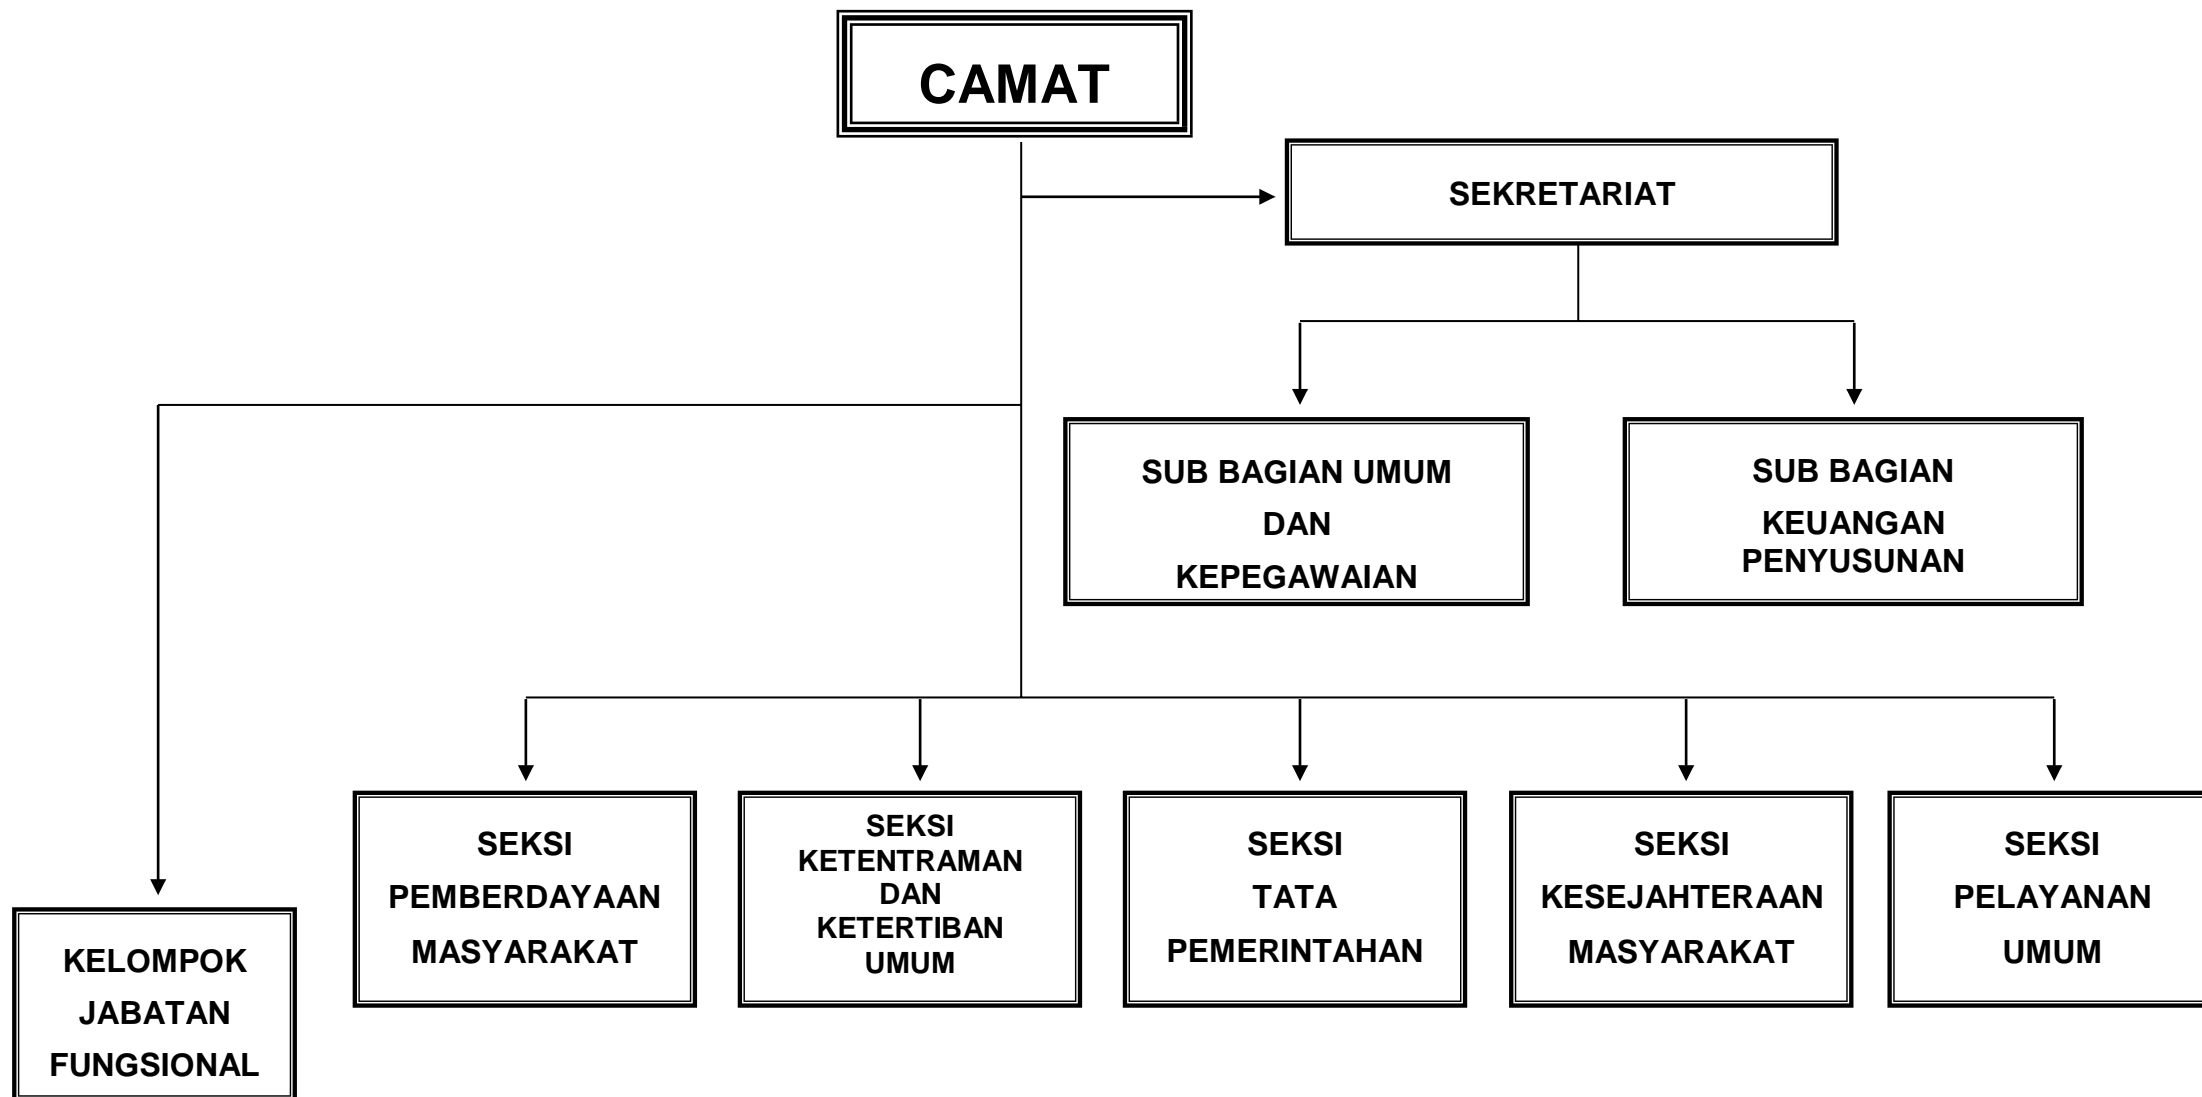 CAMAT
SEKRETARIAT
SUB BAGIAN UMUM
DAN
KEPEGAWAIAN
SUB BAGIAN
KEUANGAN
PENYUSUNAN
SEKSI
PEMBERDAYAAN
MASYARAKAT
SEKSI
KETENTRAMAN
DAN
KETERTIBAN
UMUM
SEKSI
TATA
PEMERINTAHAN
SEKSI
KESEJAHTERAAN
MASYARAKAT
SEKSI
PELAYANAN
UMUM
KELOMPOK
JABATAN
FUNGSIONAL